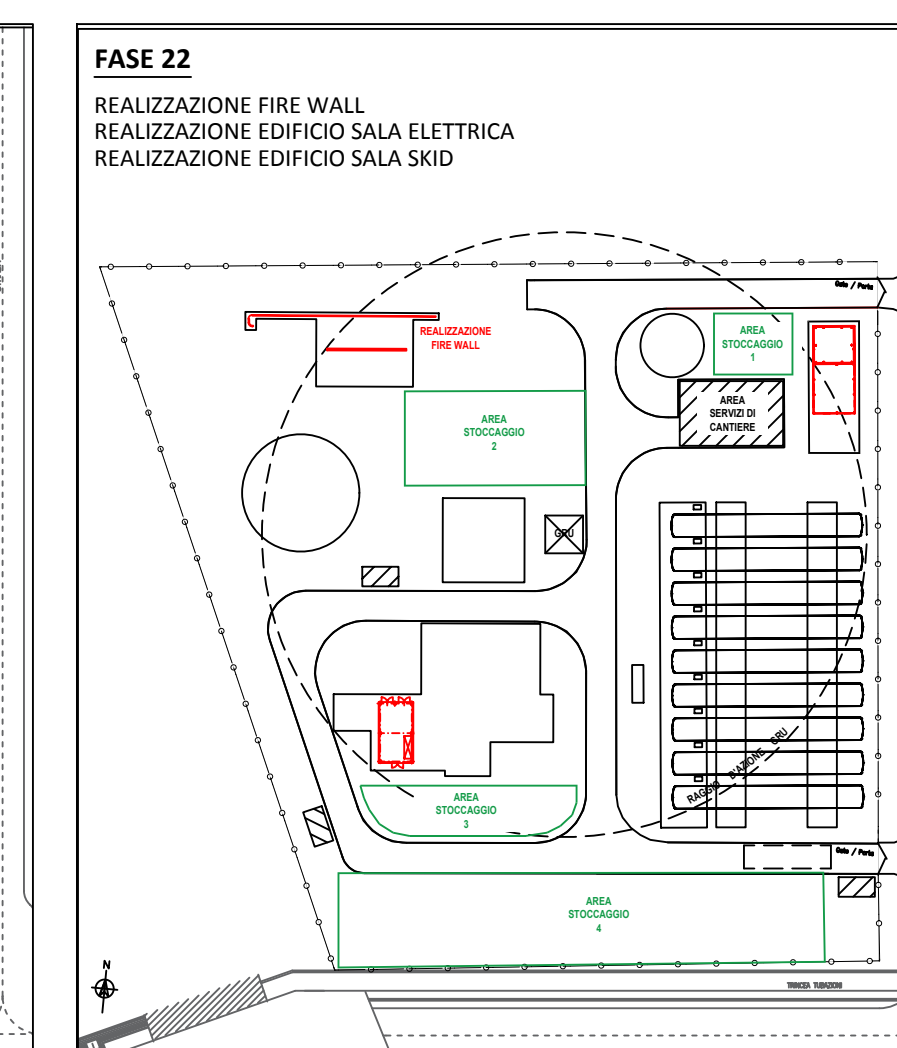 FASE 22
REALIZZAZIONE FIRE WALL
REALIZZAZIONE EDIFICIO SALA ELETTRICA
REALIZZAZIONE EDIFICIO SALA SKID
Gate / Porta
REALIZZAZIONE
FIRE WALL
AREA
STOCCAGGIO
1
AREA
SERVIZI DI
CANTIERE
AREA
STOCCAGGIO
2
GRU
RAGGIO D'AZIONE GRU
AREA
STOCCAGGIO
3
Gate / Porta
AREA
STOCCAGGIO
4
N
TRINCEA TUBAZIONI